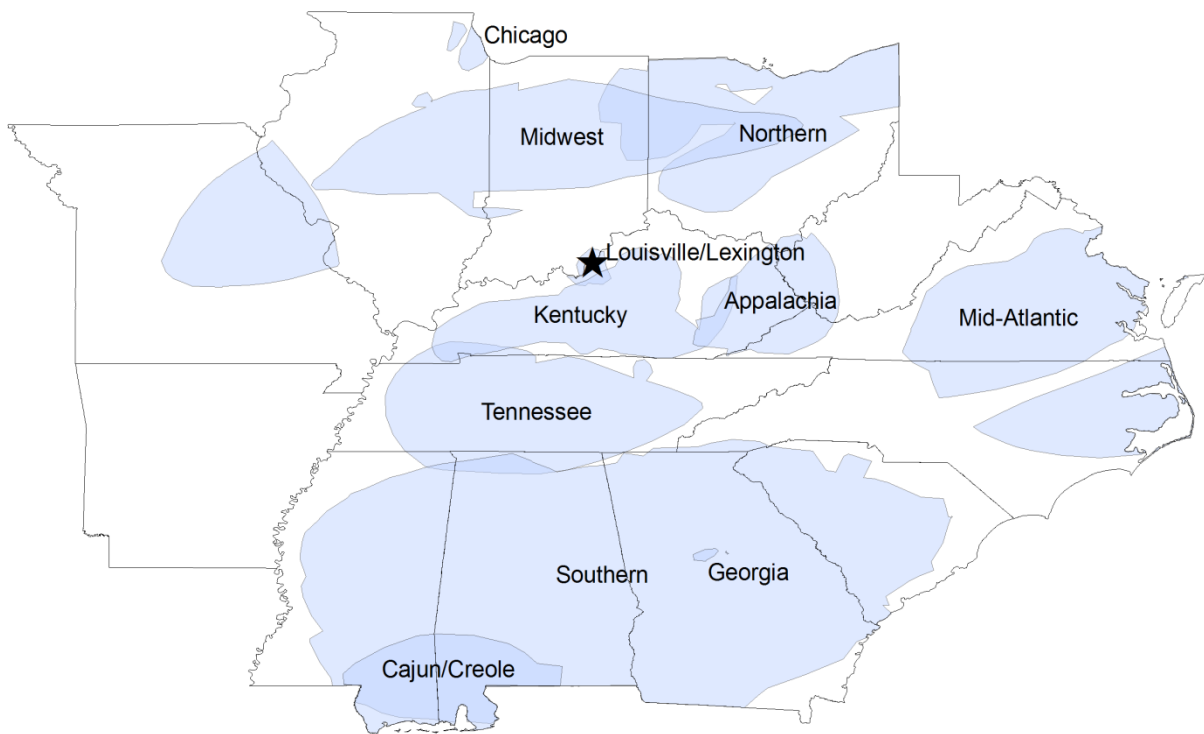 Chicago
Midwest
Northern
Louisville/Lexington
Appalachia
Kentucky
Mid-Atlantic
Tennessee
Southern
Georgia
Cajun/Creole